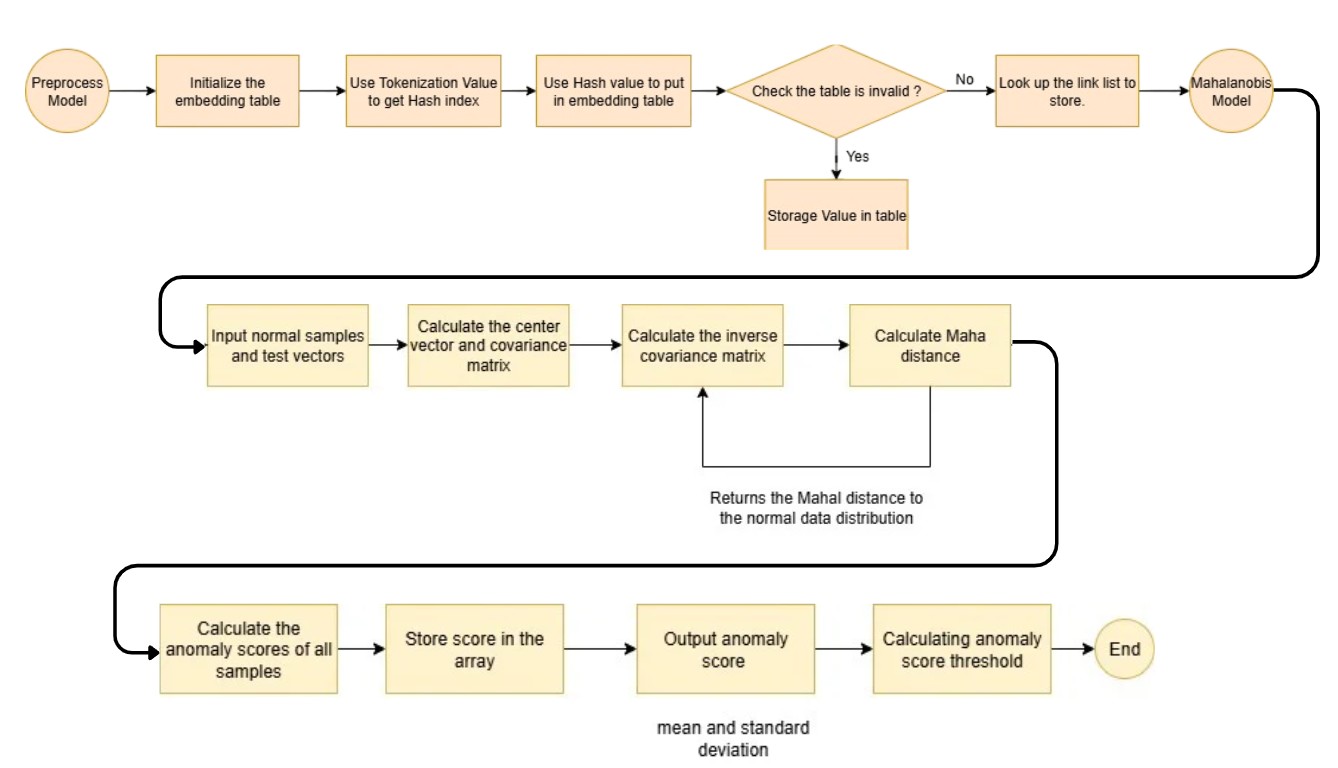 Preprocess
Model
Initialize the
embedding table
Use Tokenization Value
to get Hash index
Use Hash value to put
in embedding table
Check the table is invalid ?
No
Look up the link list to
store.
Mahalanobis
Model
Yes
Storage Value in table
Input normal samples
and test vectors
Calculate the center
vector and covariance
matrix
Calculate the inverse
covariance matrix
Calculate Maha
distance
Returns the Mahal distance to
the normal data distribution
Calculate the
anomaly scores of all
samples
Store score in the
array
Output anomaly
score
Calculating anomaly
score threshold
End
mean and standard
deviation